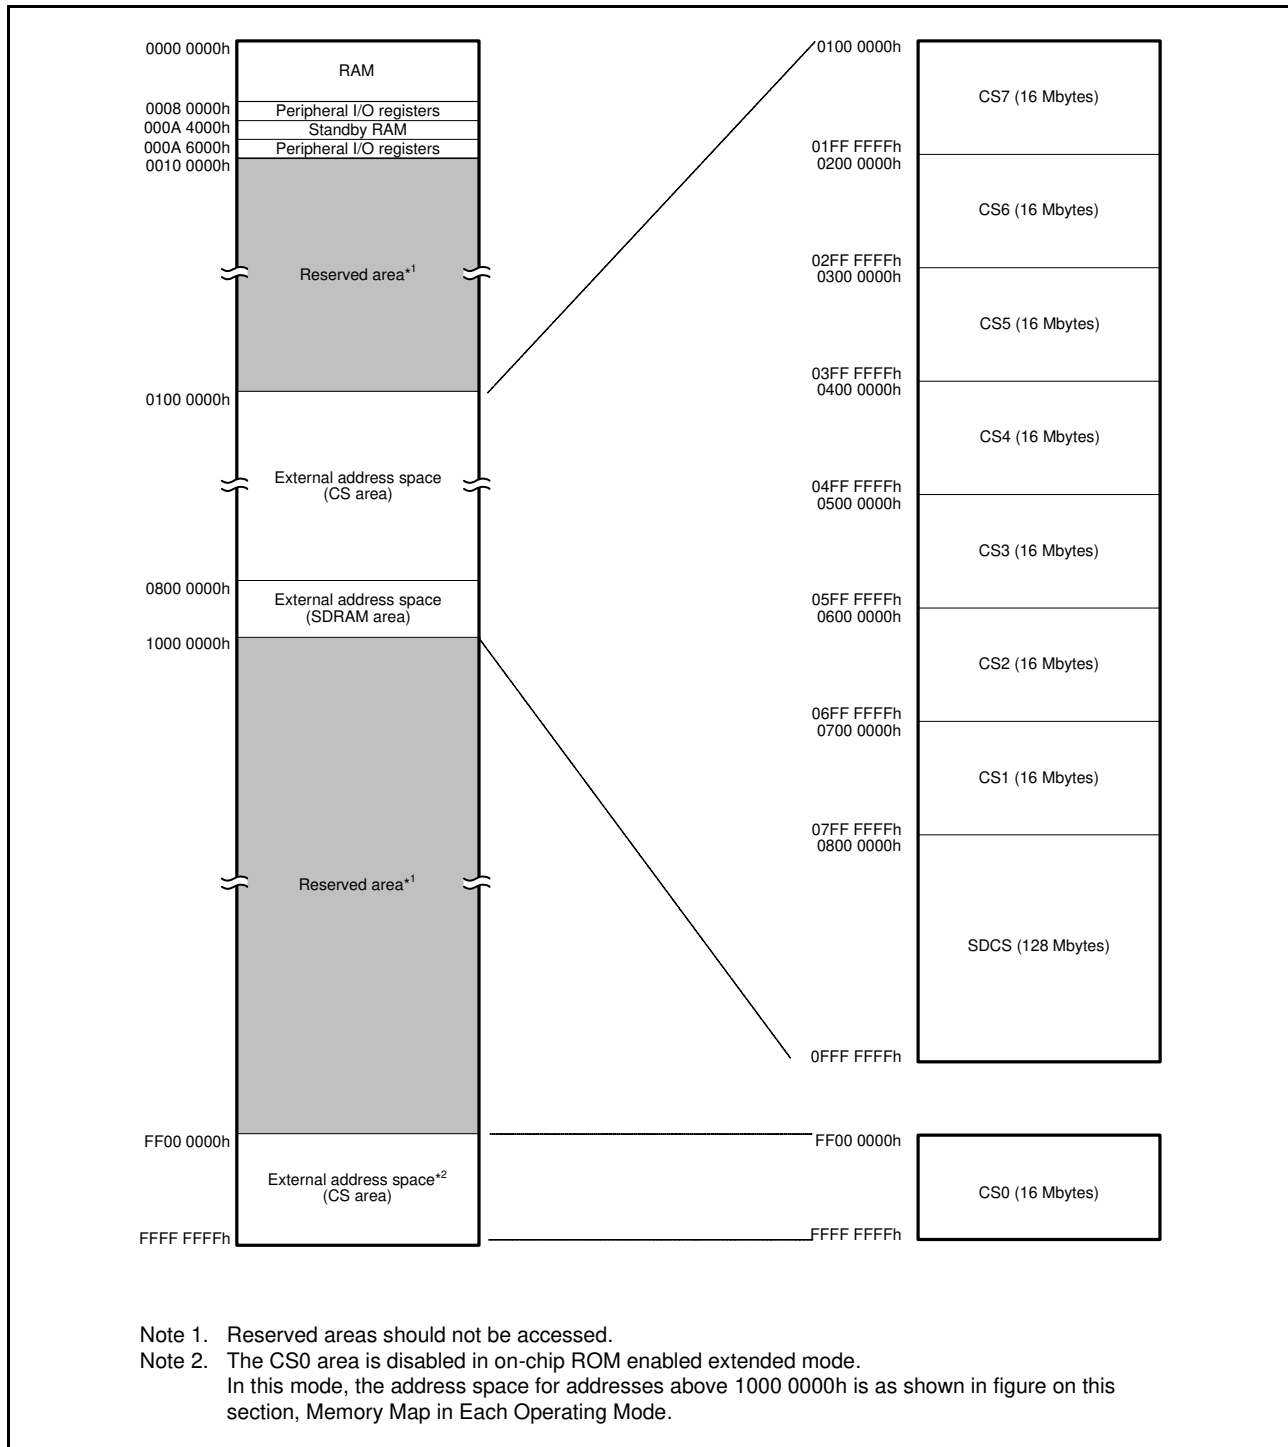 0000 0000h
RAM
0008 0000h
Peripheral I/O registers
000A 4000h
Standby RAM
000A 6000h
Peripheral I/O registers
0010 0000h
Reserved area*1
0100 0000h
External address space
(CS area)
0800 0000h
External address space
(SDRAM area)
1000 0000h
Reserved area*1
FF00 0000h
External address space*2
(CS area)
FFFF FFFFh
0100 0000h
CS7 (16 Mbytes)
01FF FFFFh
0200 0000h
CS6 (16 Mbytes)
02FF FFFFh
0300 0000h
CS5 (16 Mbytes)
03FF FFFFh
0400 0000h
CS4 (16 Mbytes)
04FF FFFFh
0500 0000h
CS3 (16 Mbytes)
05FF FFFFh
0600 0000h
CS2 (16 Mbytes)
06FF FFFFh
0700 0000h
CS1 (16 Mbytes)
07FF FFFFh
0800 0000h
SDCS (128 Mbytes)
0FFF FFFFh
FF00 0000h
CS0 (16 Mbytes)
FFFF FFFFh
Note 1. Reserved areas should not be accessed.
Note 2. The CS0 area is disabled in on-chip ROM enabled extended mode.
In this mode, the address space for addresses above 1000 0000h is as shown in figure on this
section, Memory Map in Each Operating Mode.